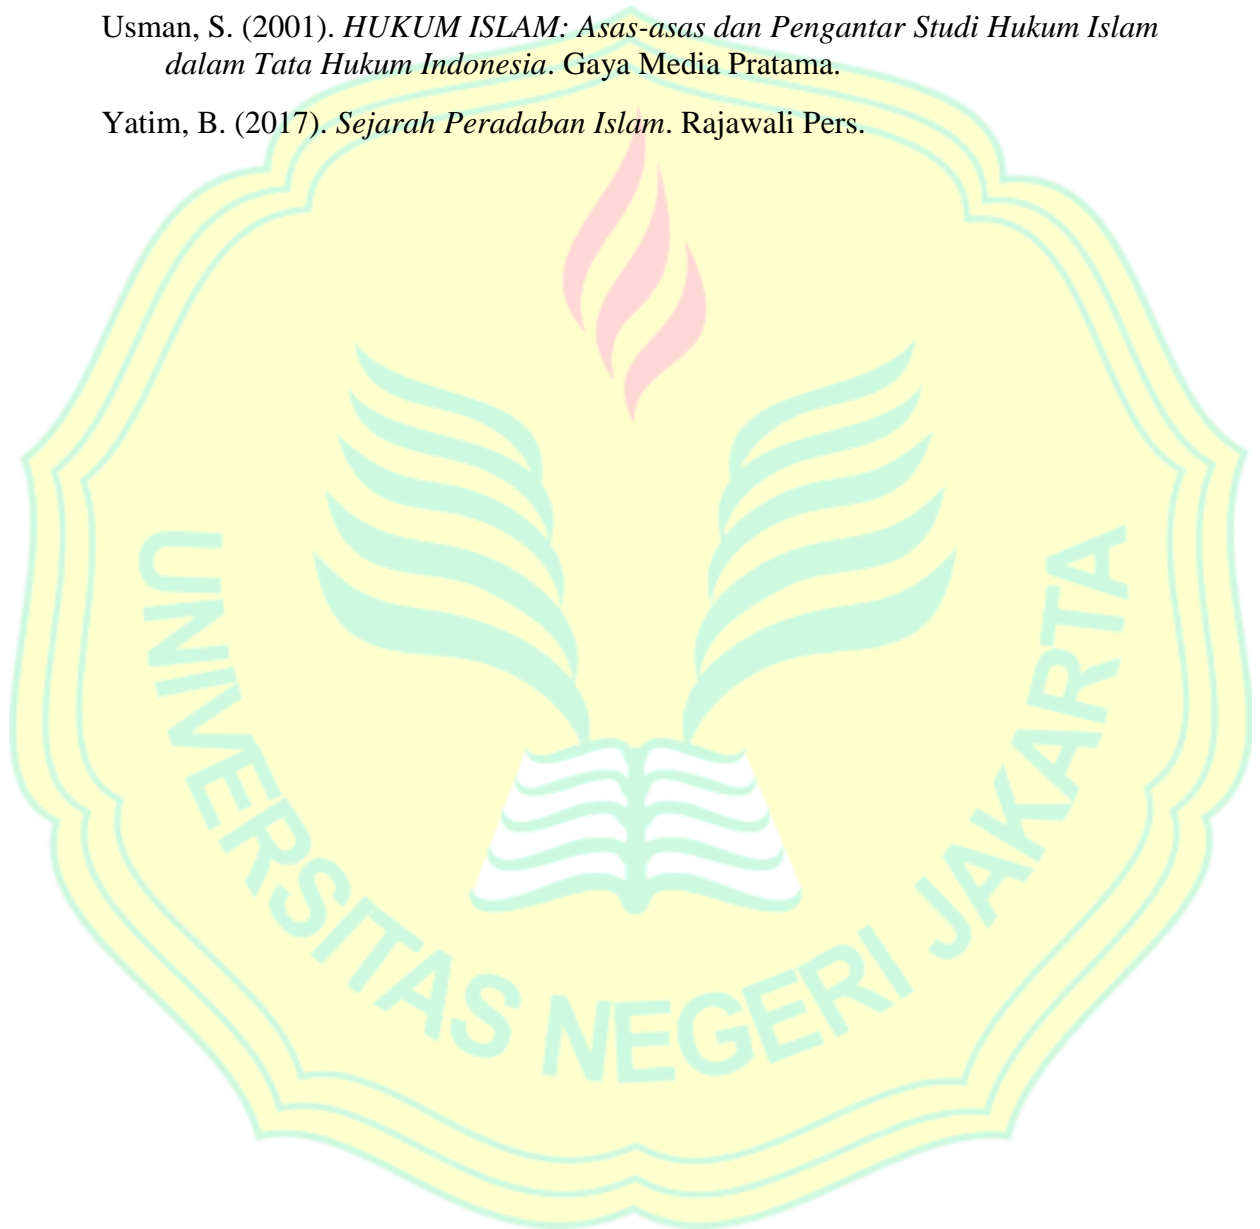 Usman, S. (2001). HUKUM ISLAM: Asas-asas dan Pengantar Studi Hukum Islam
dalam Tata Hukum Indonesia. Gaya Media Pratama.
Yatim, B. (2017). Sejarah Peradaban Islam. Rajawali Pers.
UNIVERSITAS NEGERI JAKARTA